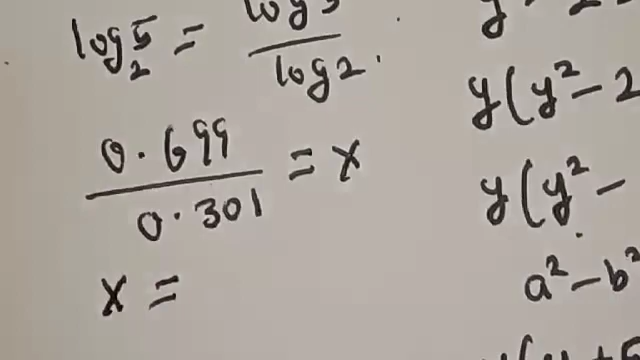 log₂5 = log5 / log2
0.699 / 0.301 = x
x =
y(y² - 2
y(y² -
a² - b²